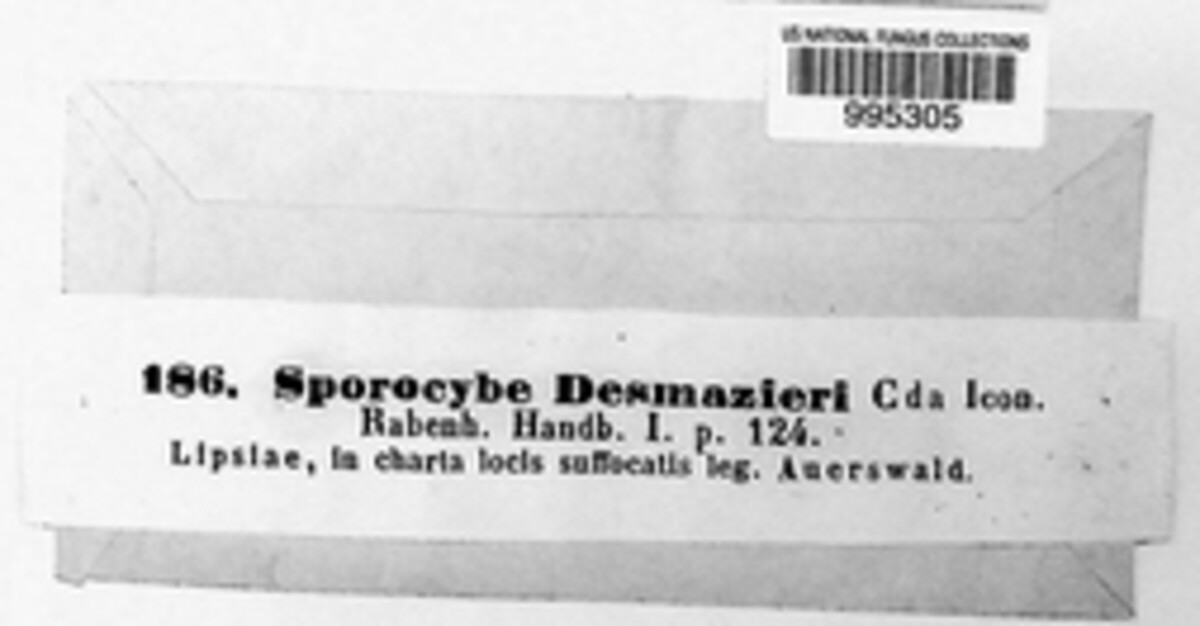 US NATIONAL FUNGUS COLLECTIONS
995305
186. Sporocybe Desmazieri Cda Icon.
Rabenh. Handb. I. p. 124.
Lipsiae, in charta locis suffocatis leg. Auerswald.